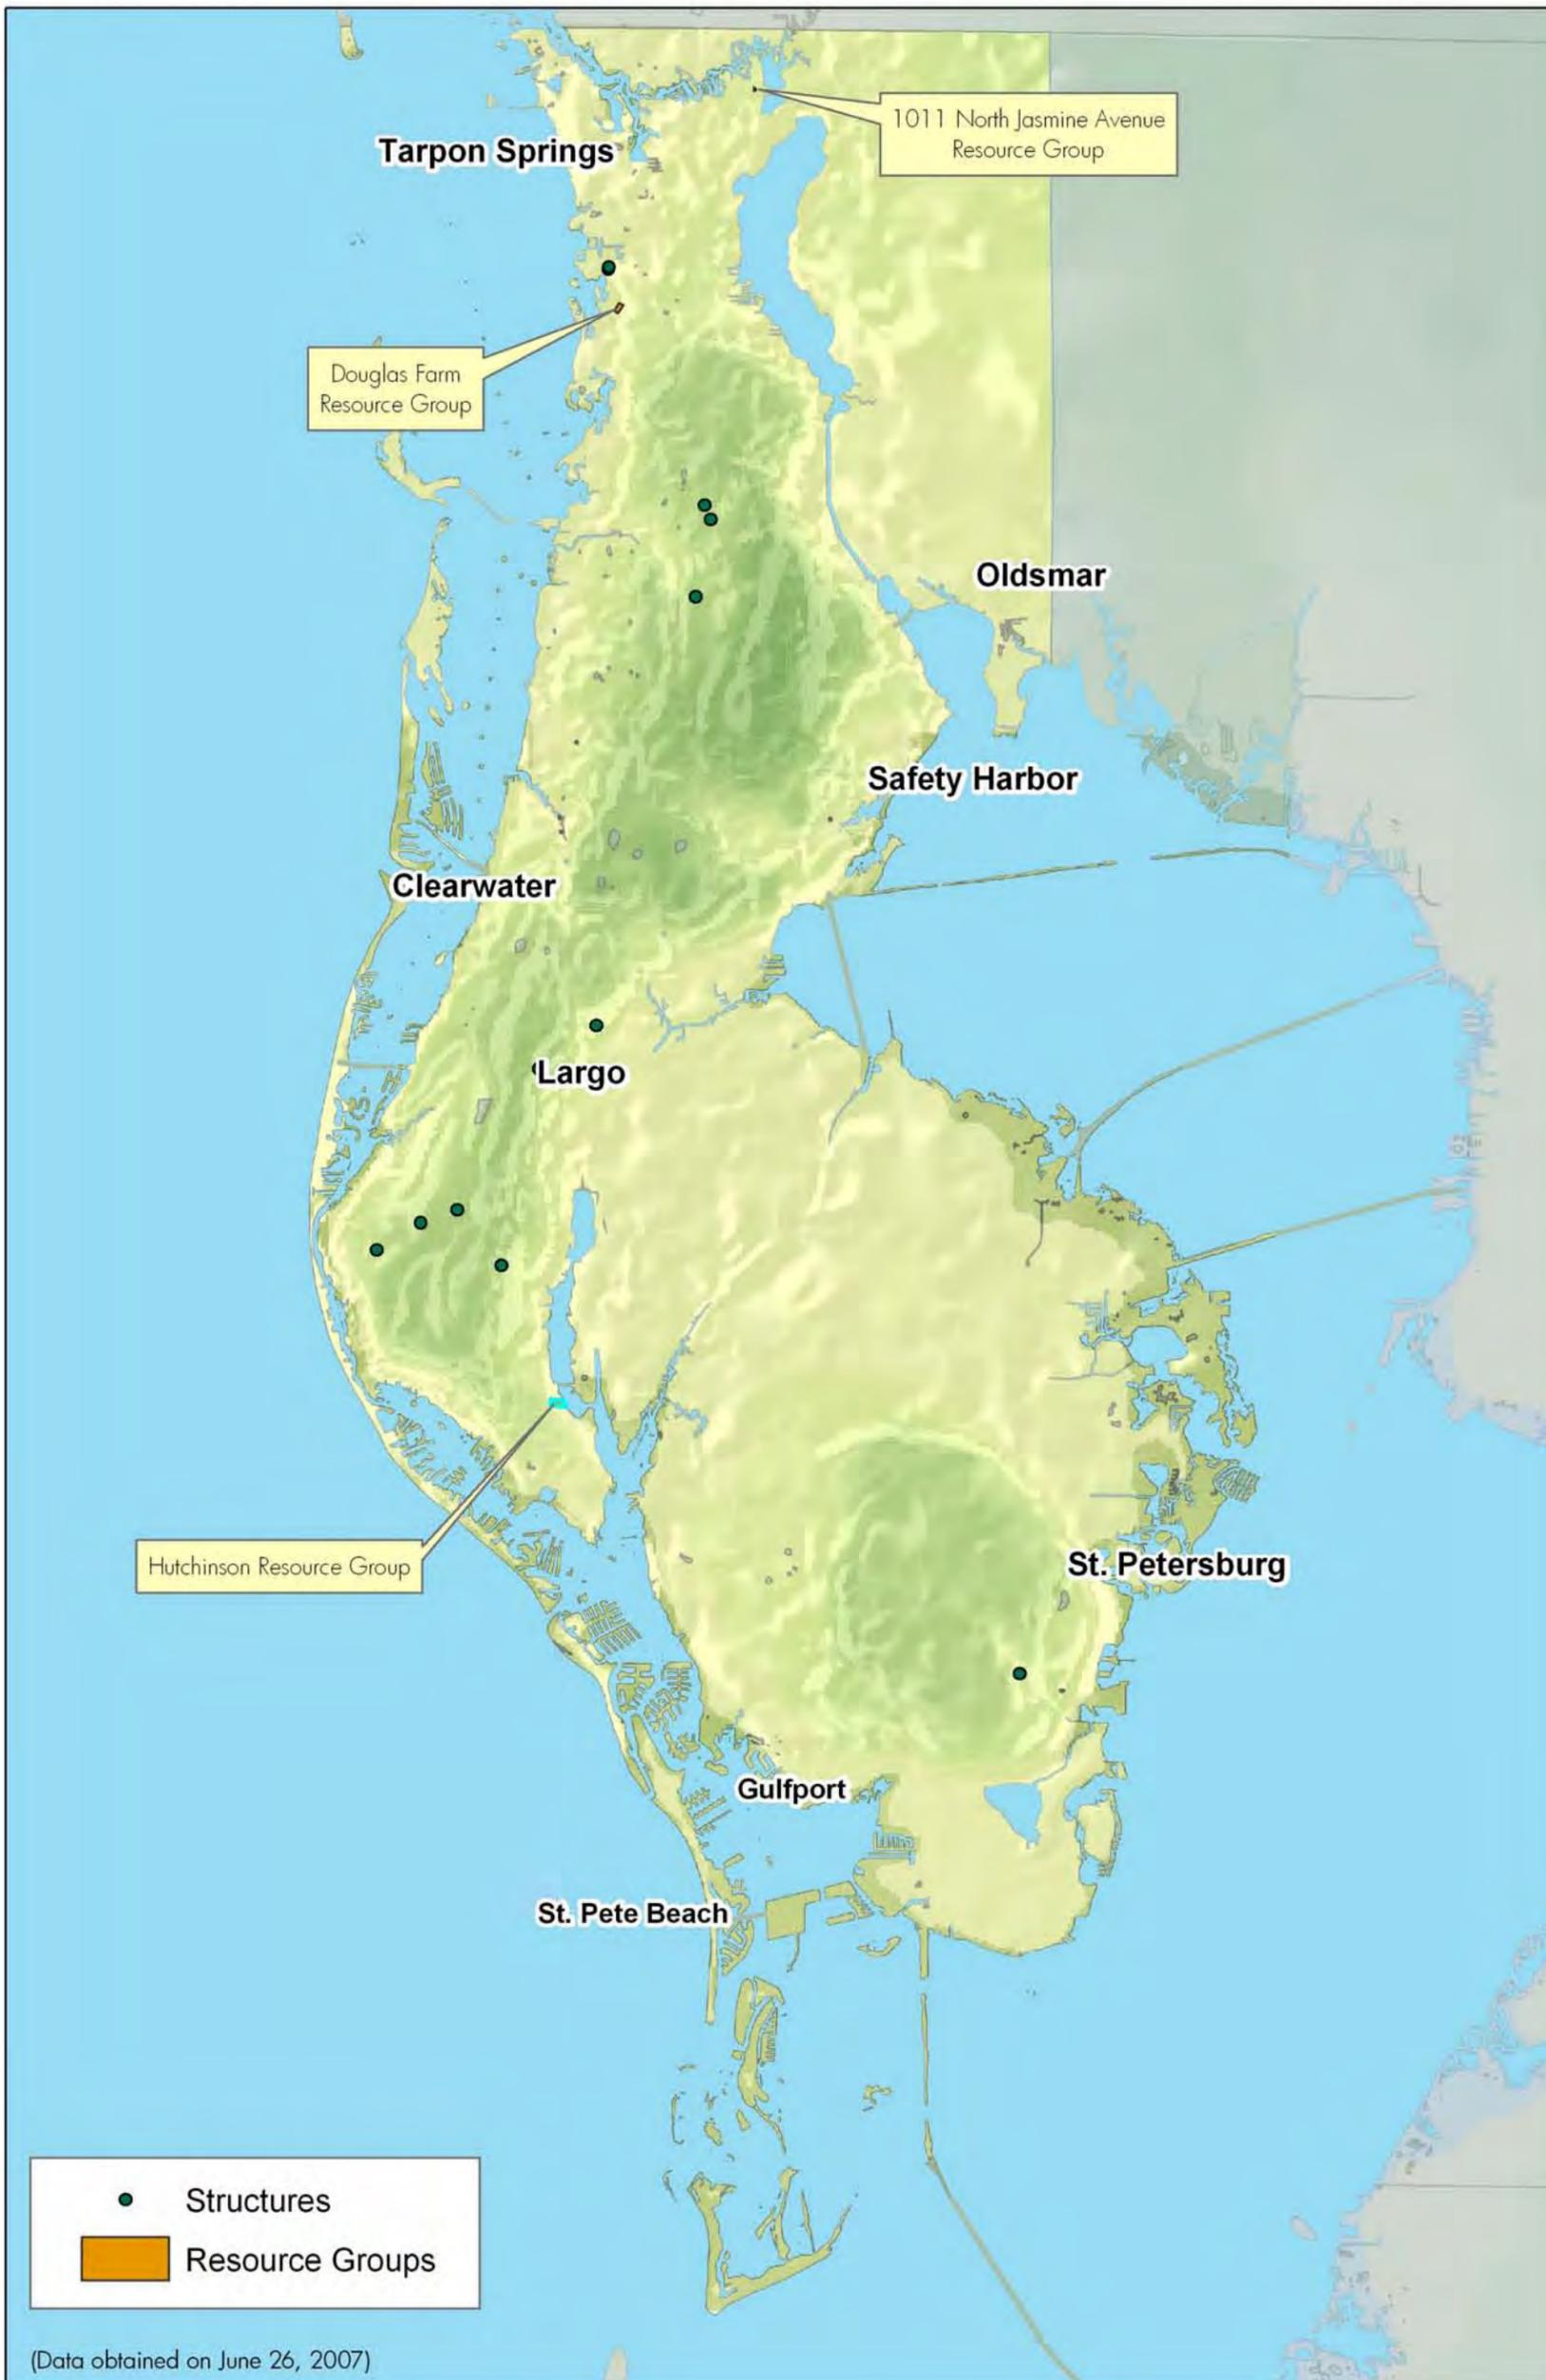 1011 North Jasmine Avenue
Resource Group
Tarpon Springs
Douglas Farm
Resource Group
Oldsmar
Safety Harbor
Clearwater
Largo
Hutchinson Resource Group
St. Petersburg
Gulfport
St. Pete Beach
Structures
Resource Groups
(Data obtained on June 26, 2007)